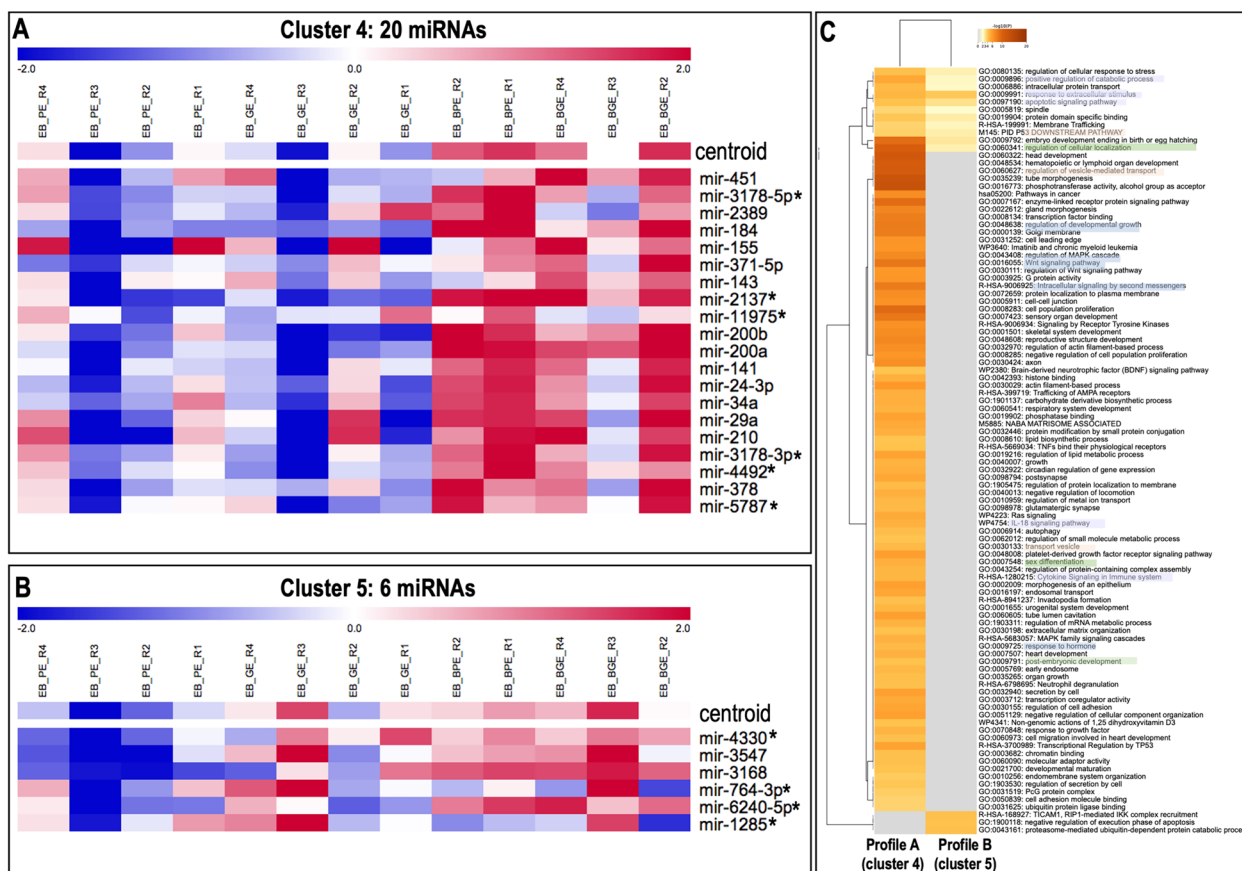 A
Cluster 4: 20 miRNAs
-2.0
0.0
2.0
EB_PE_R4
EB_PE_R3
EB_PE_R2
EB_PE_R1
EB_GE_R4
EB_GE_R3
EB_GE_R2
EB_GE_R1
EB_BPE_R2
EB_BPE_R1
EB_BGE_R4
EB_BGE_R3
EB_BGE_R2
centroid
mir-451
mir-3178-5p*
mir-2389
mir-184
mir-155
mir-371-5p
mir-143
mir-2137*
mir-11975*
mir-200b
mir-200a
mir-141
mir-24-3p
mir-34a
mir-29a
mir-210
mir-3178-3p*
mir-4492*
mir-378
mir-5787*
B
Cluster 5: 6 miRNAs
-2.0
0.0
2.0
EB_PE_R4
EB_PE_R3
EB_PE_R2
EB_PE_R1
EB_GE_R4
EB_GE_R3
EB_GE_R2
EB_GE_R1
EB_BPE_R2
EB_BPE_R1
EB_BGE_R4
EB_BGE_R3
EB_BGE_R2
centroid
mir-4330*
mir-3547
mir-3168
mir-764-3p*
mir-6240-5p*
mir-1285*
C
-log10(P)
0 2 3 4 6 10 20
GO:0080135: regulation of cellular response to stress
GO:0009896: positive regulation of catabolic process
GO:0006886: intracellular protein transport
GO:0009991: response to extracellular stimulus
GO:0097190: apoptotic signaling pathway
GO:0005819: spindle
GO:0019904: protein domain specific binding
R-HSA-199991: Membrane Trafficking
M145: PID P53 DOWNSTREAM PATHWAY
GO:0009792: embryo development ending in birth or egg hatching
GO:0060341: regulation of cellular localization
GO:0060322: head development
GO:0048534: hematopoietic or lymphoid organ development
GO:0060627: regulation of vesicle-mediated transport
GO:0035239: tube morphogenesis
GO:0016773: phosphotransferase activity, alcohol group as acceptor
hsa05200: Pathways in cancer
GO:0007167: enzyme-linked receptor protein signaling pathway
GO:0022612: gland morphogenesis
GO:0008134: transcription factor binding
GO:0048638: regulation of developmental growth
GO:0000139: Golgi membrane
GO:0031252: cell leading edge
WP3640: Imatinib and chronic myeloid leukemia
GO:0043408: regulation of MAPK cascade
GO:0016055: Wnt signaling pathway
GO:0030111: regulation of Wnt signaling pathway
GO:0003925: G protein activity
R-HSA-9006925: Intracellular signaling by second messengers
GO:0072659: protein localization to plasma membrane
GO:0005911: cell-cell junction
GO:0008283: cell population proliferation
GO:0007423: sensory organ development
R-HSA-9006934: Signaling by Receptor Tyrosine Kinases
GO:0001501: skeletal system development
GO:0048608: reproductive structure development
GO:0032970: regulation of actin filament-based process
GO:0008285: negative regulation of cell population proliferation
GO:0030424: axon
WP2380: Brain-derived neurotrophic factor (BDNF) signaling pathway
GO:0042393: histone binding
GO:0030029: actin filament-based process
R-HSA-399719: Trafficking of AMPA receptors
GO:1901137: carbohydrate derivative biosynthetic process
GO:0060541: respiratory system development
GO:0019902: phosphatase binding
M5885: NABA MATRISOME ASSOCIATED
GO:0032446: protein modification by small protein conjugation
GO:0008610: lipid biosynthetic process
R-HSA-5669034: TNFs bind their physiological receptors
GO:0019216: regulation of lipid metabolic process
GO:0040007: growth
GO:0032922: circadian regulation of gene expression
GO:0098794: postsynapse
GO:1905475: regulation of protein localization to membrane
GO:0040013: negative regulation of locomotion
GO:0010959: regulation of metal ion transport
GO:0098978: glutamatergic synapse
WP4223: Ras signaling
WP4754: IL-18 signaling pathway
GO:0006914: autophagy
GO:0062012: regulation of small molecule metabolic process
GO:0030133: transport vesicle
GO:0048008: platelet-derived growth factor receptor signaling pathway
GO:0007548: sex differentiation
GO:0043254: regulation of protein-containing complex assembly
R-HSA-1280215: Cytokine Signaling in Immune system
GO:0002009: morphogenesis of an epithelium
GO:0016197: endosomal transport
R-HSA-8941237: Invadopodia formation
GO:0001655: urogenital system development
GO:0060605: tube lumen cavitation
GO:1903311: regulation of mRNA metabolic process
GO:0030198: extracellular matrix organization
R-HSA-5683057: MAPK family signaling cascades
GO:0009725: response to hormone
GO:0007507: heart development
GO:0009791: post-embryonic development
GO:0005769: early endosome
GO:0035265: organ growth
R-HSA-6798695: Neutrophil degranulation
GO:0032940: secretion by cell
GO:0003712: transcription coregulator activity
GO:0030155: regulation of cell adhesion
GO:0051129: negative regulation of cellular component organization
WP4341: Non-genomic actions of 1,25 dihydroxyvitamin D3
GO:0070848: response to growth factor
GO:0060973: cell migration involved in heart development
R-HSA-3700989: Transcriptional Regulation by TP53
GO:0003682: chromatin binding
GO:0060090: molecular adaptor activity
GO:0021700: developmental maturation
GO:0010256: endomembrane system organization
GO:1903530: regulation of secretion by cell
GO:0031519: PcG protein complex
GO:0050839: cell adhesion molecule binding
GO:0031625: ubiquitin protein ligase binding
R-HSA-168927: TICAM1, RIP1-mediated IKK complex recruitment
GO:1900118: negative regulation of execution phase of apoptosis
GO:0043161: proteasome-mediated ubiquitin-dependent protein catabolic proce
Profile A
(cluster 4)
Profile B
(cluster 5)